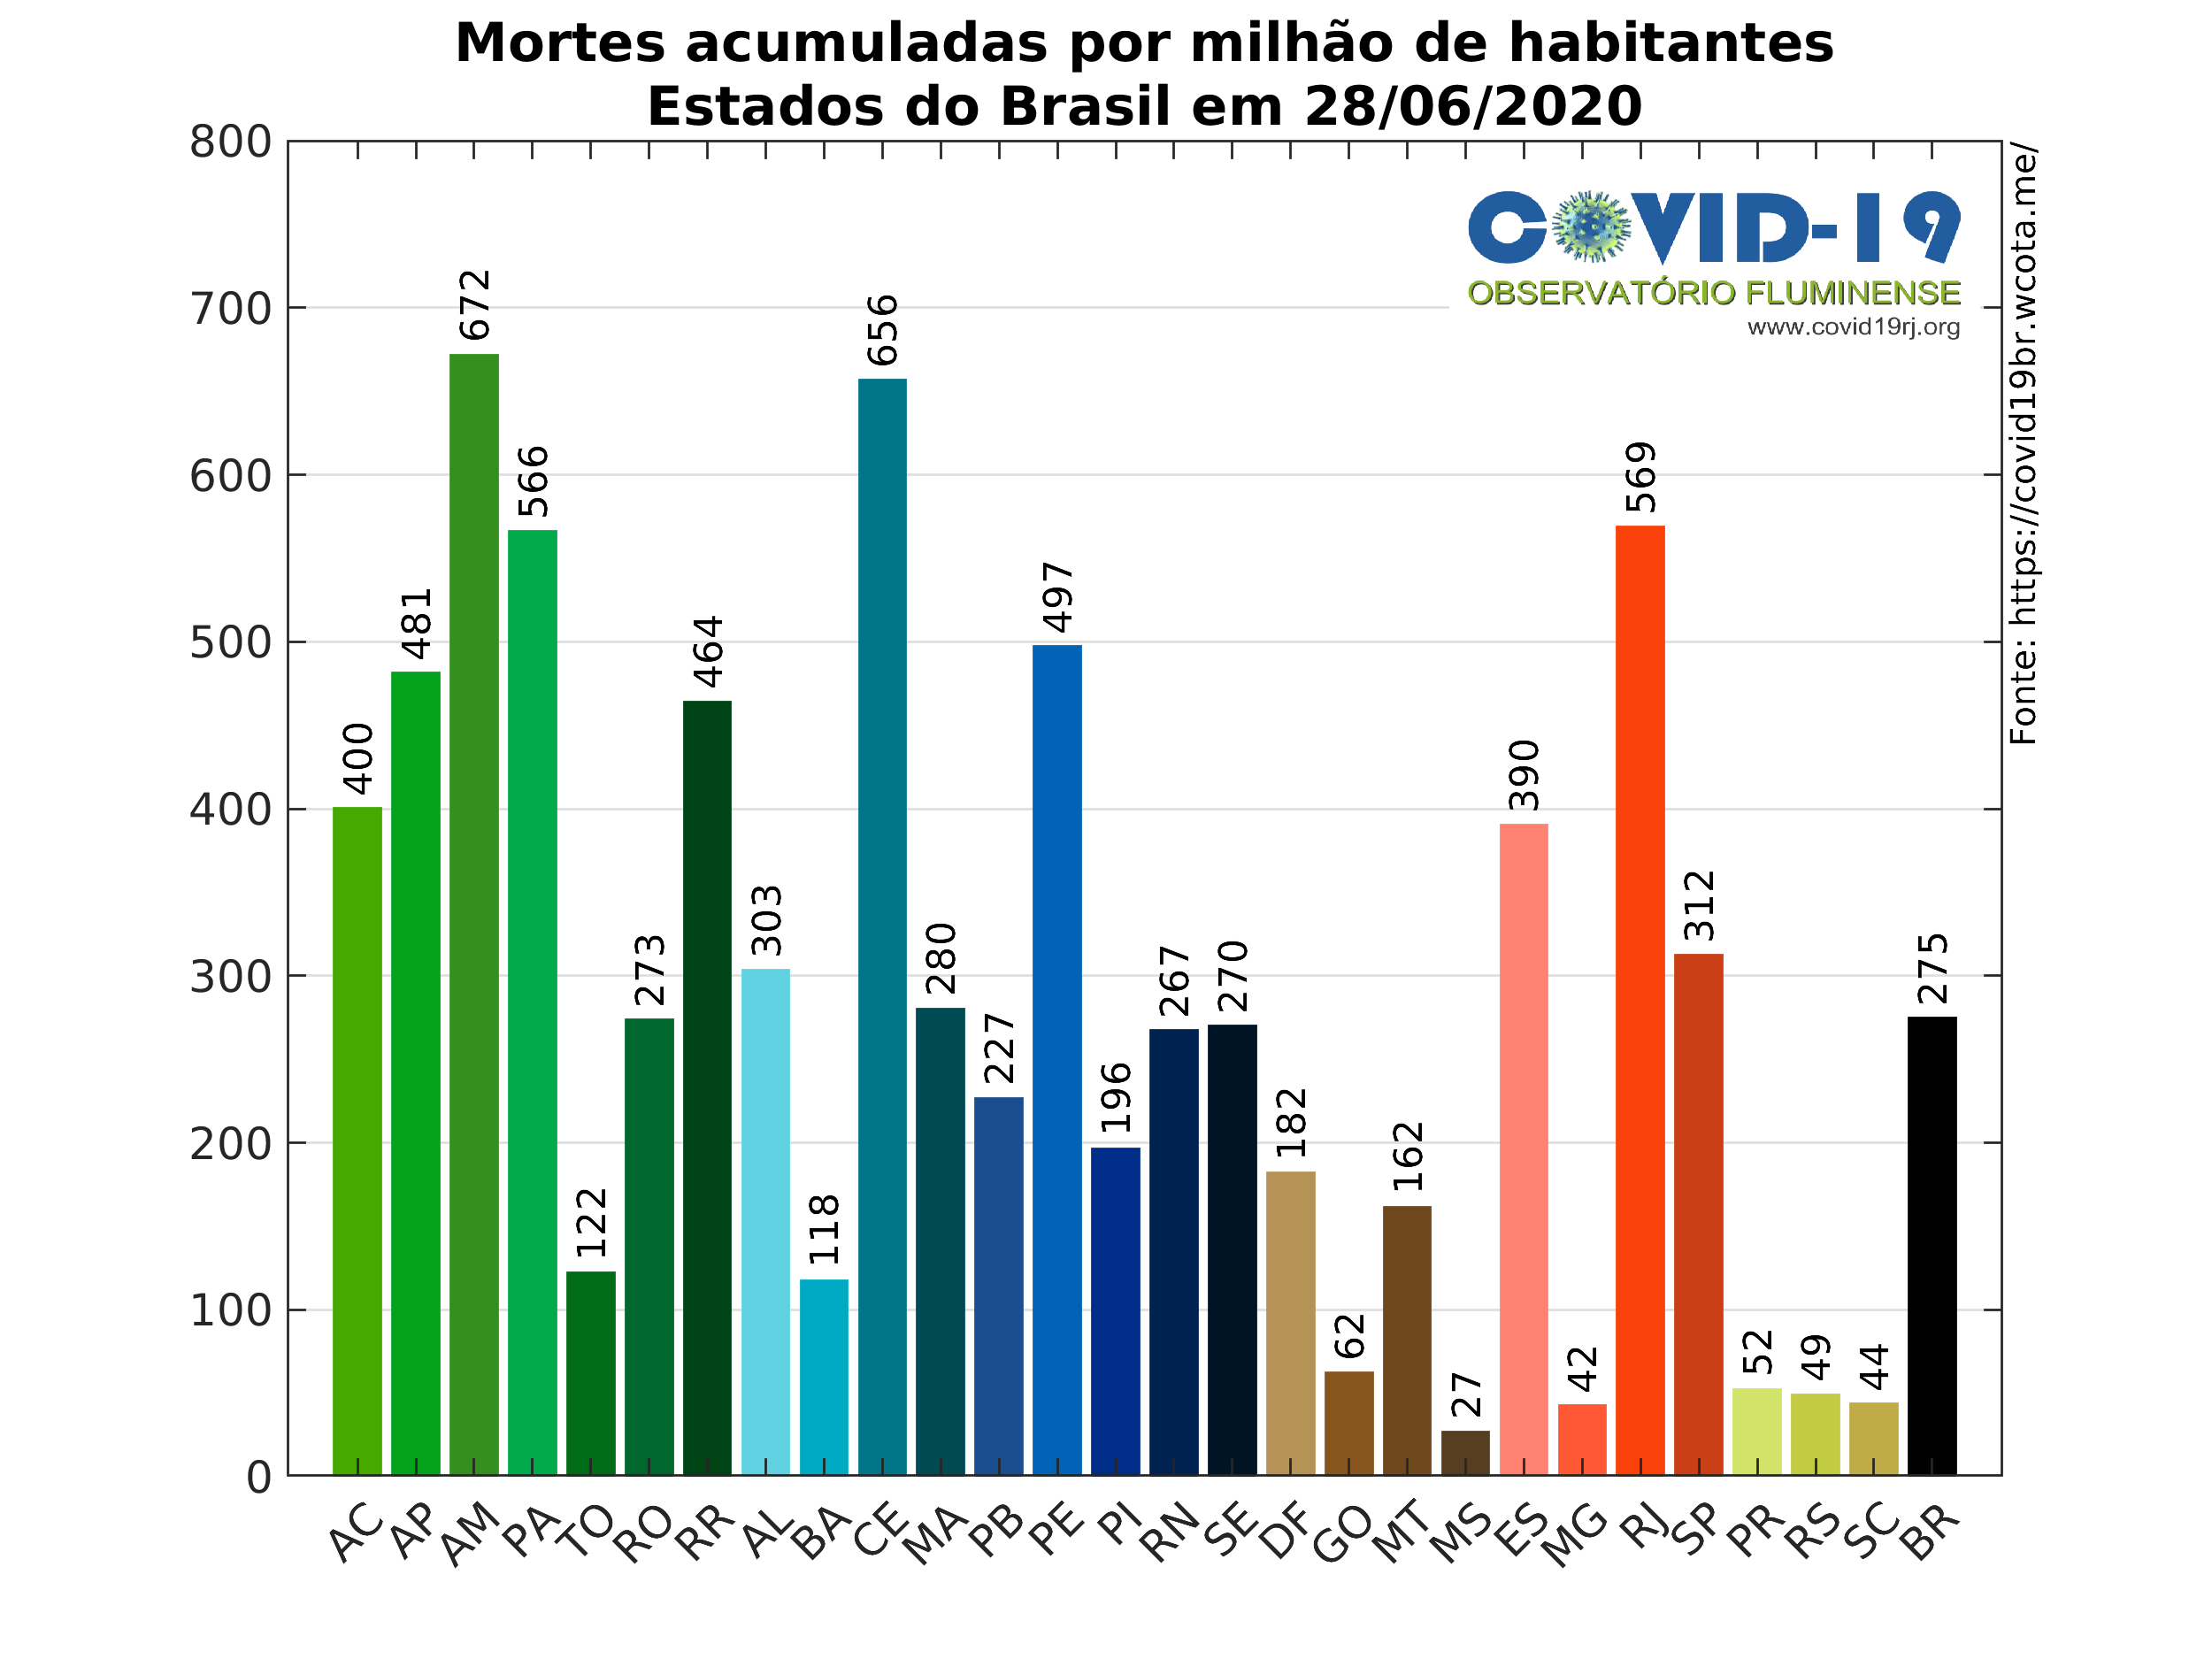 Mortes acumuladas por milhão de habitantes
Estados do Brasil em 28/06/2020
800
700
600
500
400
300
200
100
0
400
481
672
566
122
273
464
303
118
656
280
227
497
196
267
270
182
62
162
27
390
42
569
312
52
49
44
275
AC
AP
AM
PA
TO
RO
RR
AL
BA
CE
MA
PB
PE
PI
RN
SE
DF
GO
MT
MS
ES
MG
RJ
SP
PR
RS
SC
BR
COVID-19
OBSERVATÓRIO FLUMINENSE
www.covid19rj.org
Fonte: https://covid19br.wcota.me/